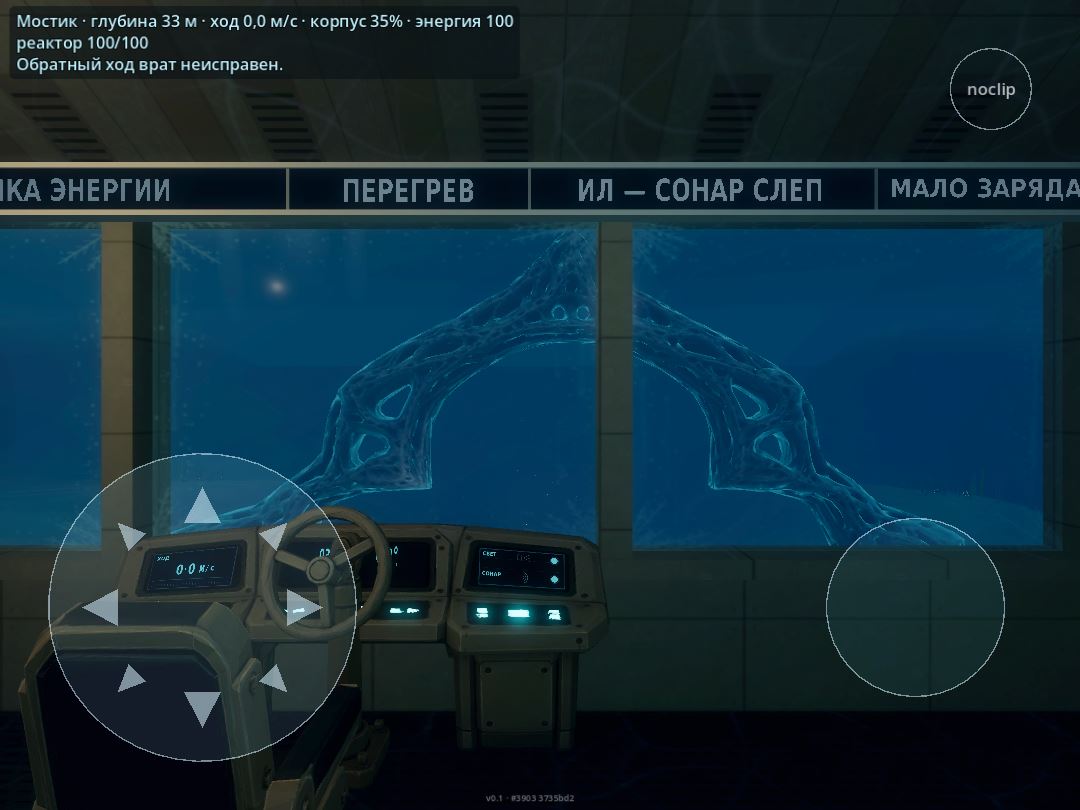 Мостик · глубина 33 м · ход 0,0 м/с · корпус 35% · энергия 100
реактор 100/100
Обратный ход врат неисправен.
noclip
КА ЭНЕРГИИ
ПЕРЕГРЕВ
ИЛ — СОНАР СЛЕП
МАЛО ЗАРЯДА
ХОД
0·0 М/с
СВЕТ
СОНАР
v0.1 · #3903 3735bd2